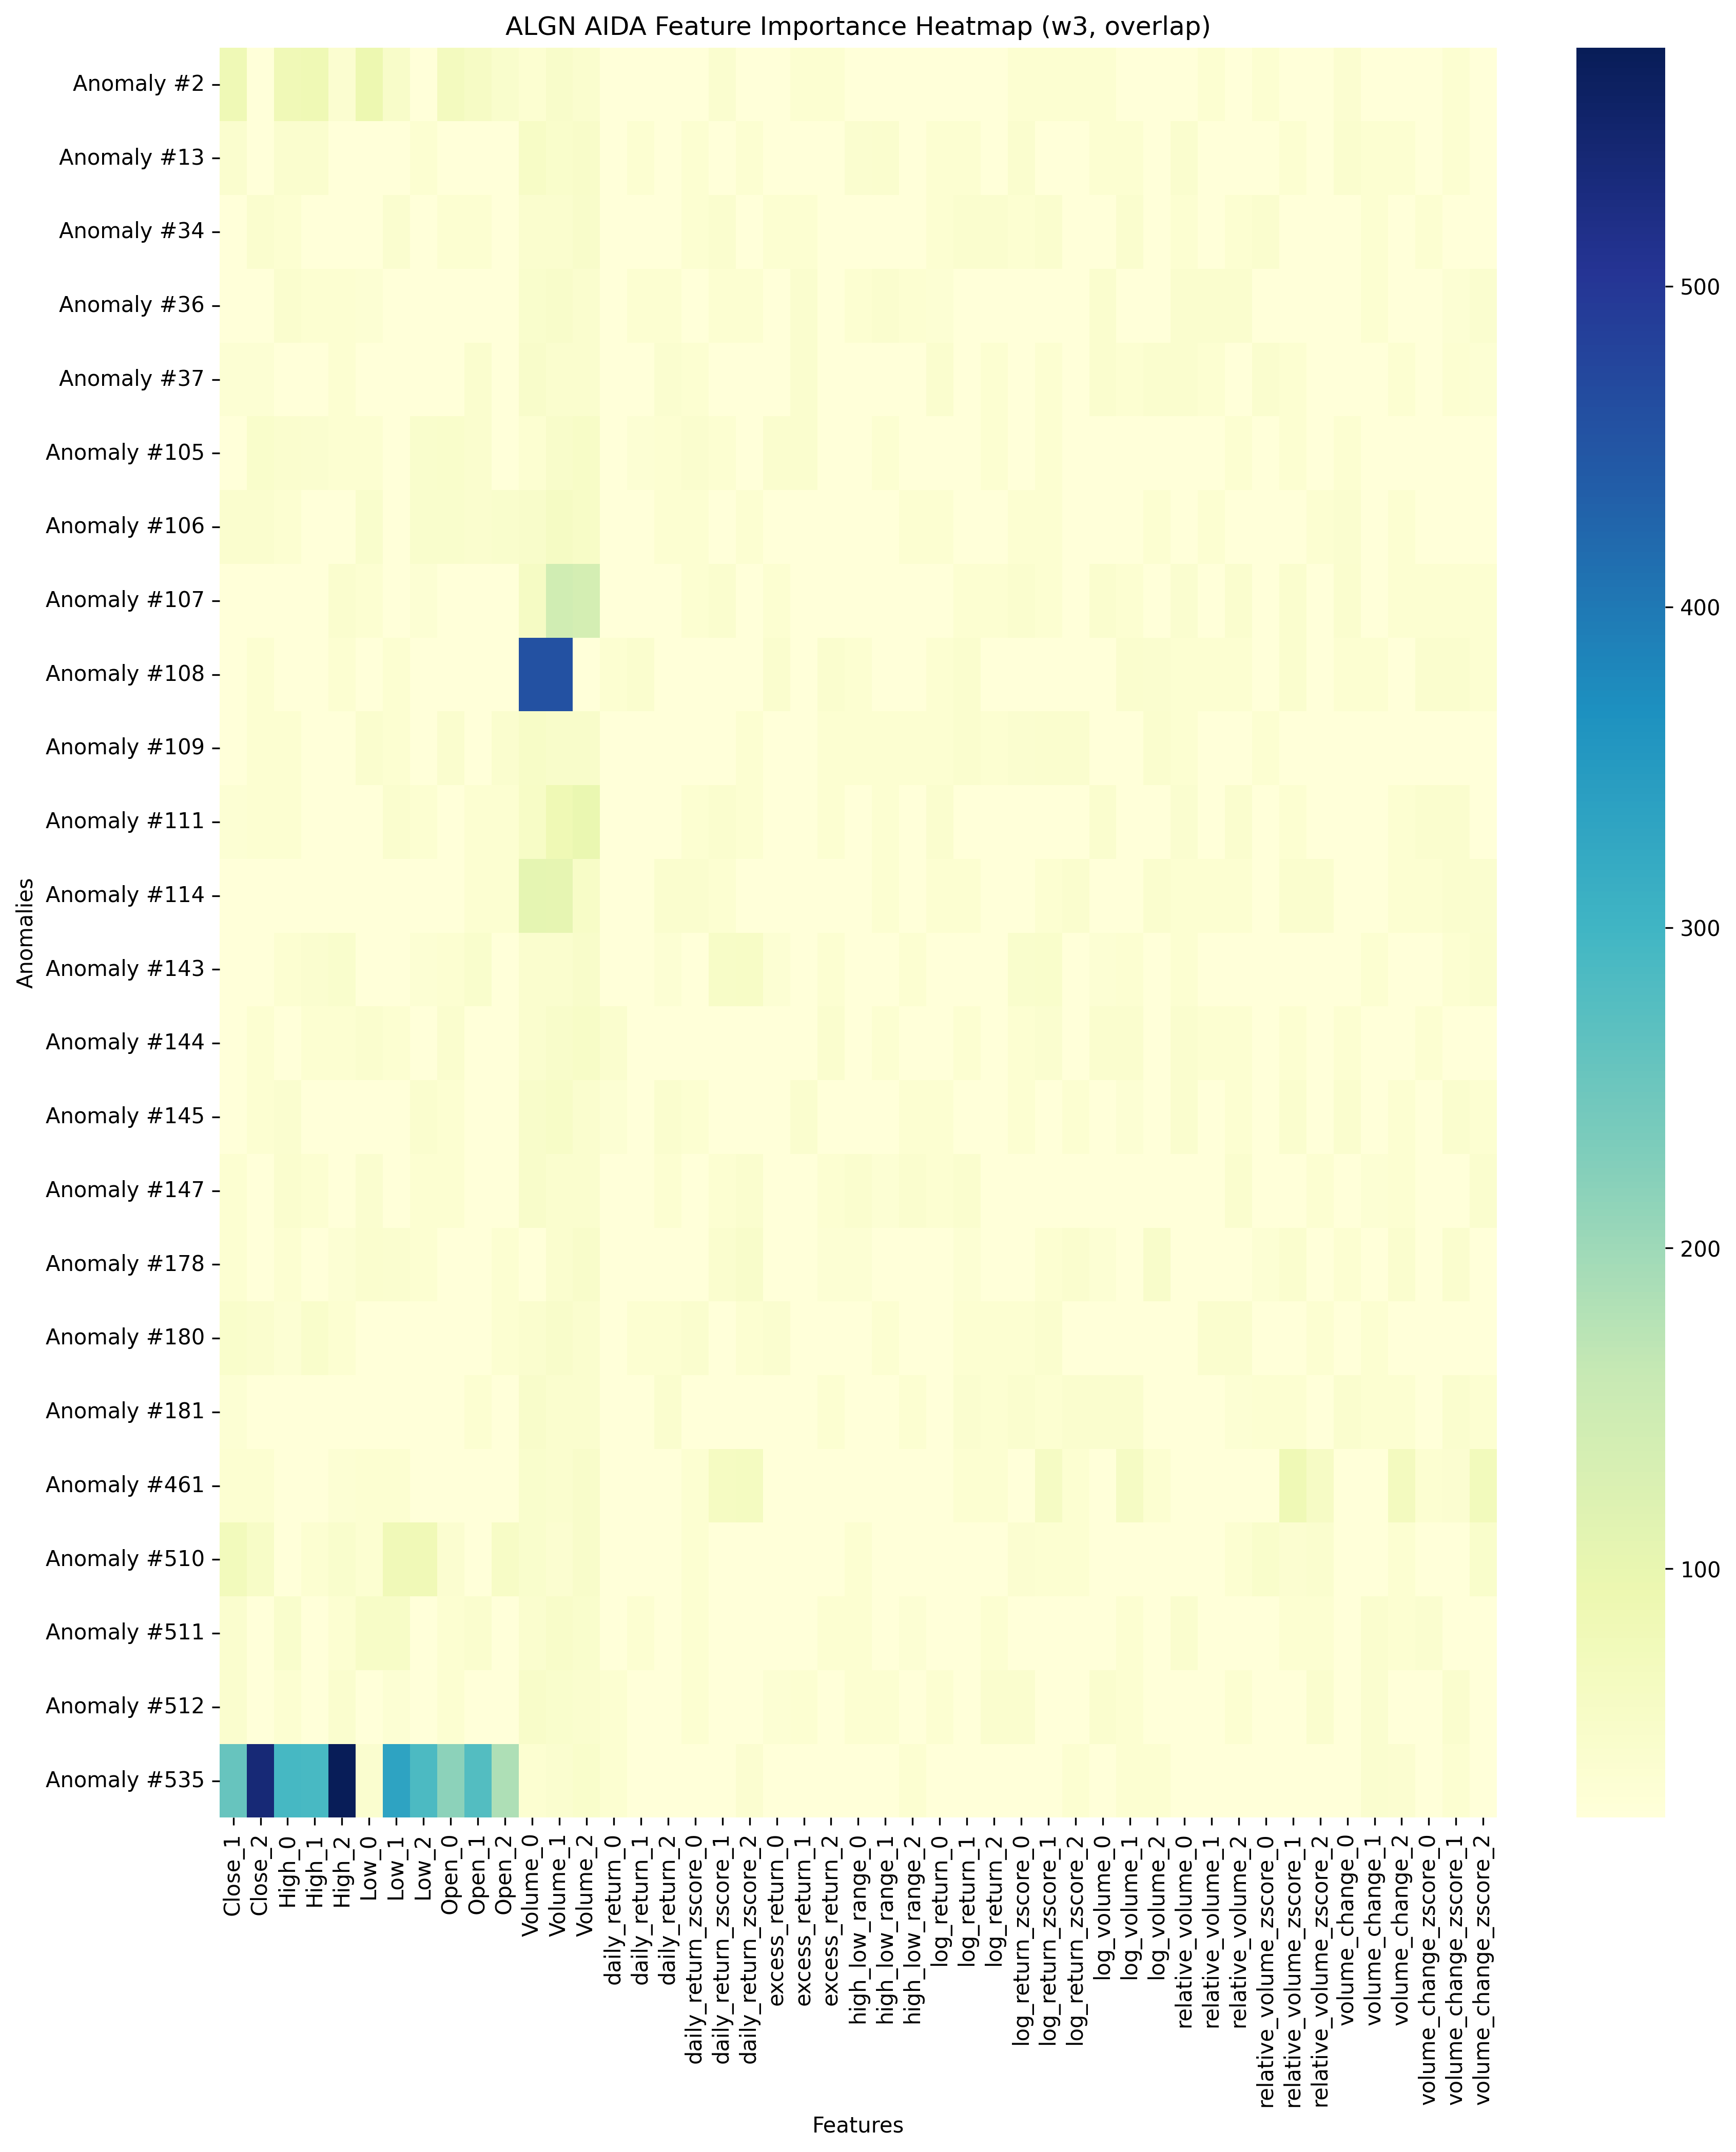 ALGN AIDA Feature Importance Heatmap (w3, overlap)
Anomaly #2
Anomaly #13
Anomaly #34
Anomaly #36
Anomaly #37
Anomaly #105
Anomaly #106
Anomaly #107
Anomaly #108
Anomaly #109
Anomaly #111
Anomaly #114
Anomaly #143
Anomaly #144
Anomaly #145
Anomaly #147
Anomaly #178
Anomaly #180
Anomaly #181
Anomaly #461
Anomaly #510
Anomaly #511
Anomaly #512
Anomaly #535
Anomalies
Close_1
Close_2
High_0
High_1
High_2
Low_0
Low_1
Low_2
Open_0
Open_1
Open_2
Volume_0
Volume_1
Volume_2
daily_return_0
daily_return_1
daily_return_2
daily_return_zscore_0
daily_return_zscore_1
daily_return_zscore_2
excess_return_0
excess_return_1
excess_return_2
high_low_range_0
high_low_range_1
high_low_range_2
log_return_0
log_return_1
log_return_2
log_return_zscore_0
log_return_zscore_1
log_return_zscore_2
log_volume_0
log_volume_1
log_volume_2
relative_volume_0
relative_volume_1
relative_volume_2
relative_volume_zscore_0
relative_volume_zscore_1
relative_volume_zscore_2
volume_change_0
volume_change_1
volume_change_2
volume_change_zscore_0
volume_change_zscore_1
volume_change_zscore_2
Features
500
400
300
200
100